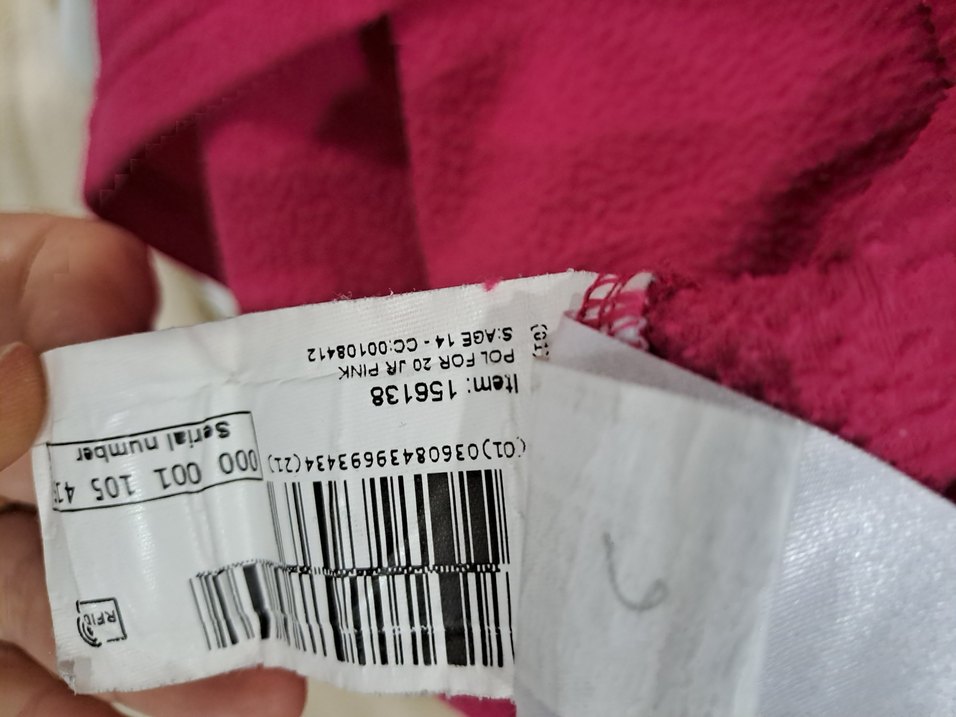 (01)
S:AGE 14 - CC:00108412
POL FOR 20 JR PINK
Item: 156138
(01)03608439693434(21)
Serial number
000 001 105
RFID